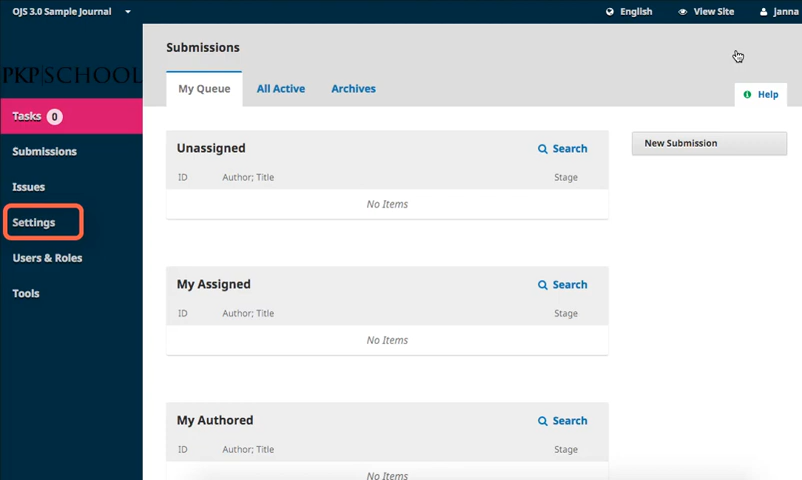 OJS 3.0 Sample Journal
English
View Site
Janna
PKP|SCHOOL
Tasks 0
Submissions
Issues
Settings
Users & Roles
Tools
Submissions
My Queue
All Active
Archives
Help
New Submission
Unassigned
Search
ID
Author; Title
Stage
No Items
My Assigned
Search
ID
Author; Title
Stage
No Items
My Authored
Search
ID
Author; Title
Stage
No Items